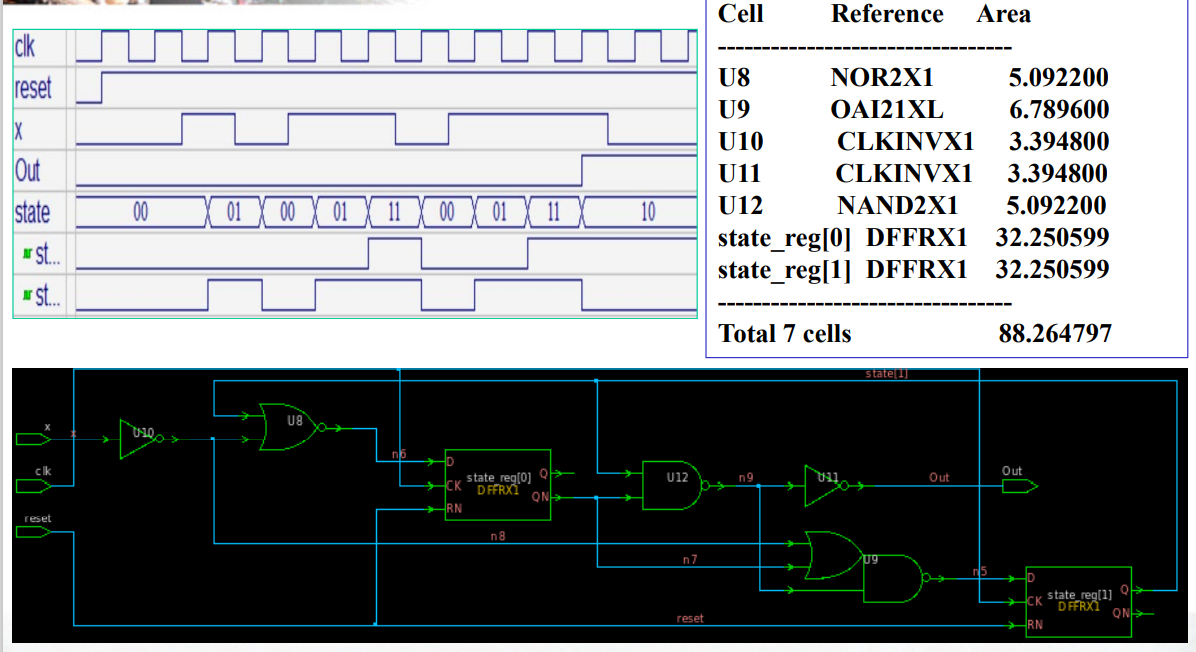 clk
reset
x
Out
state 00 01 00 01 11 00 01 11 10
st...
st...
Cell Reference Area
---------------------------------
U8 NOR2X1 5.092200
U9 OAI21XL 6.789600
U10 CLKINVX1 3.394800
U11 CLKINVX1 3.394800
U12 NAND2X1 5.092200
state_reg[0] DFFRX1 32.250599
state_reg[1] DFFRX1 32.250599
---------------------------------
Total 7 cells 88.264797
state[1]
x
x
U10
U8
clk
reset
n6
D
CK
RN
state_reg[0]
DFFRX1
Q
QN
U12
n9
U11
Out
Out
n8
n7
U9
n5
D
CK
RN
state_reg[1]
DFFRX1
Q
QN
reset